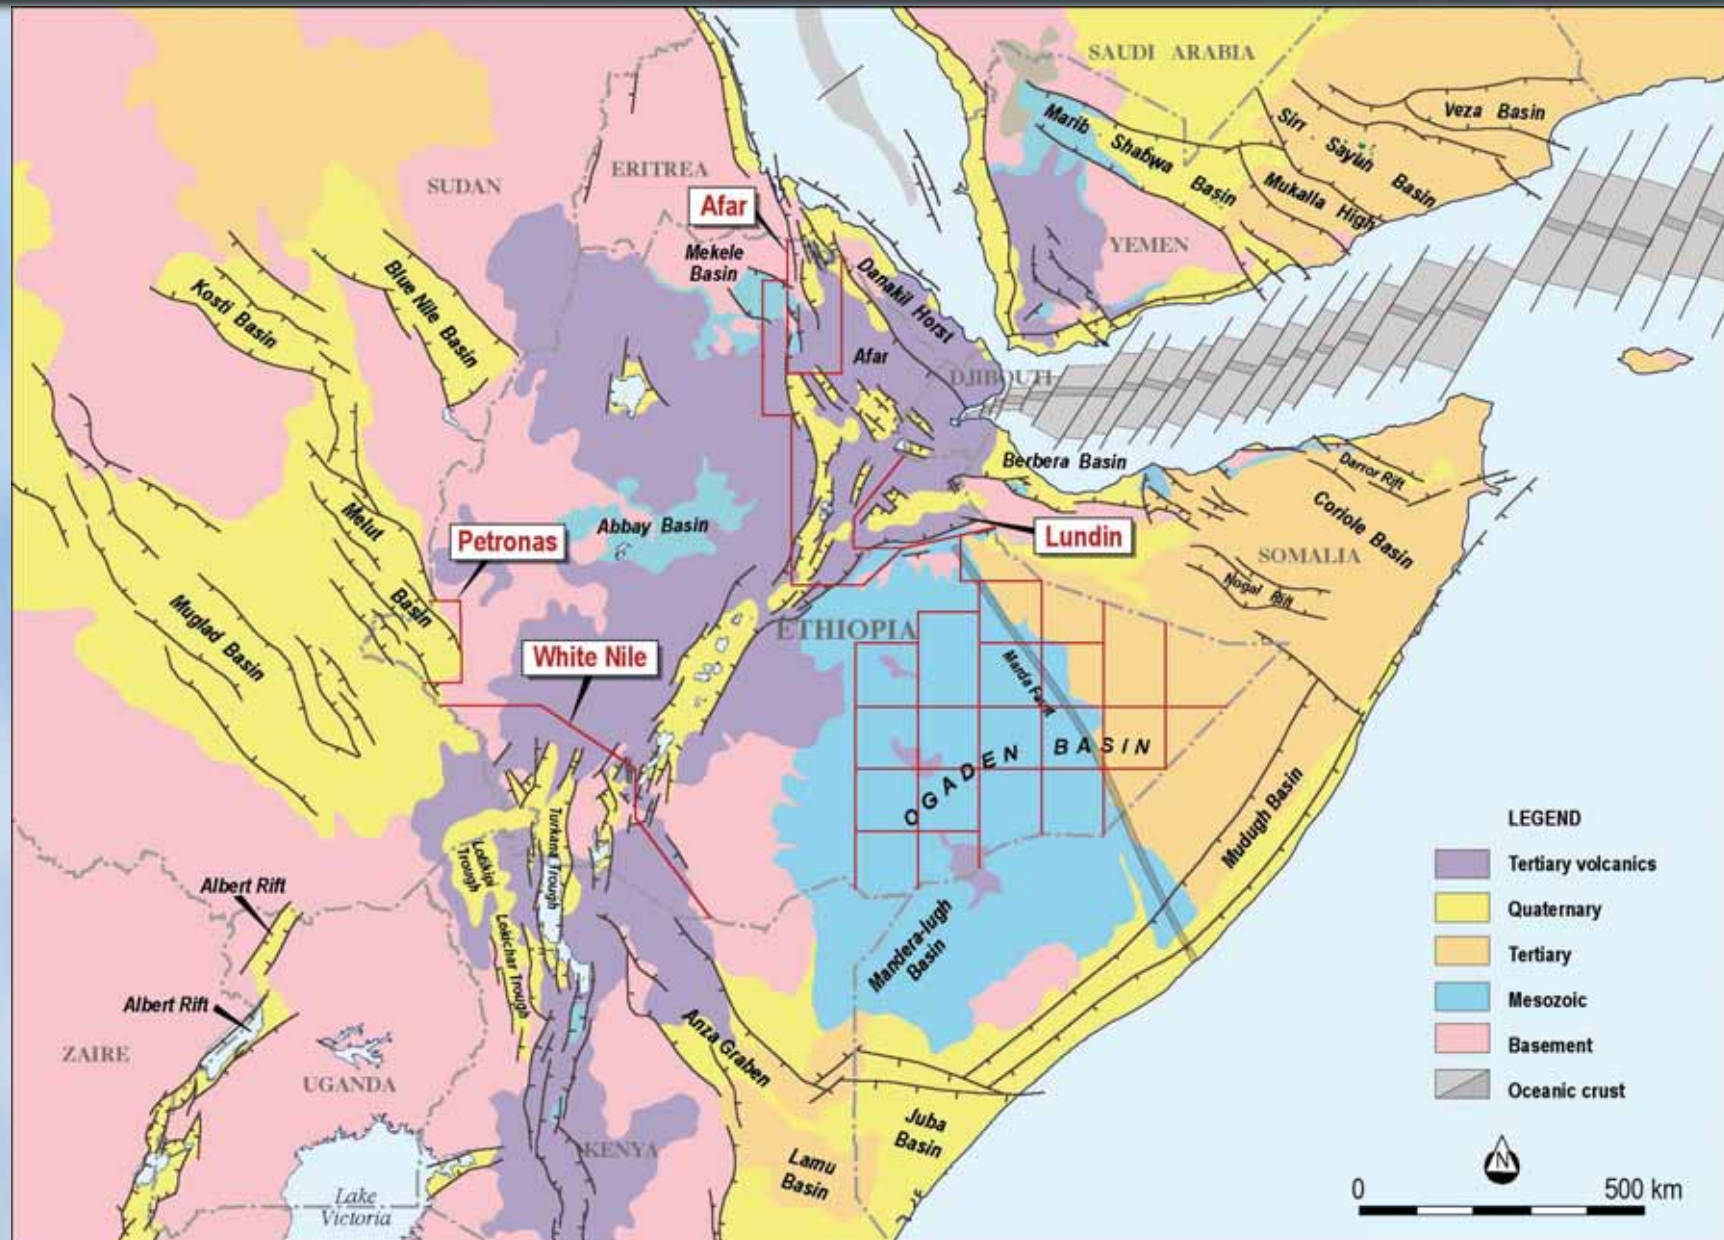 SAUDI ARABIA
Veza Basin
Marib - Shabwa Basin
Sirr - Sayun Basin
Mukalla High
YEMEN
ERITREA
SUDAN
Afar
Mekele
Basin
Danakil Horst
Afar
DJIBOUTI
Kosti Basin
Blue Nile Basin
Berbera Basin
Darror Rift
Coriole Basin
Abbay Basin
Petronas
Lundin
SOMALIA
Nogal Rift
Melut
Basin
Muglad Basin
White Nile
ETHIOPIA
Marda Fault
OGADEN BASIN
Mudugh Basin
Turkana Trough
Lotikipi
Trough
Lokichar Trough
Albert Rift
Albert Rift
Mandera-lugh
Basin
Anza Graben
ZAIRE
UGANDA
KENYA
Juba
Basin
Lamu
Basin
Lake
Victoria
LEGEND
Tertiary volcanics
Quaternary
Tertiary
Mesozoic
Basement
Oceanic crust
N
0 500 km